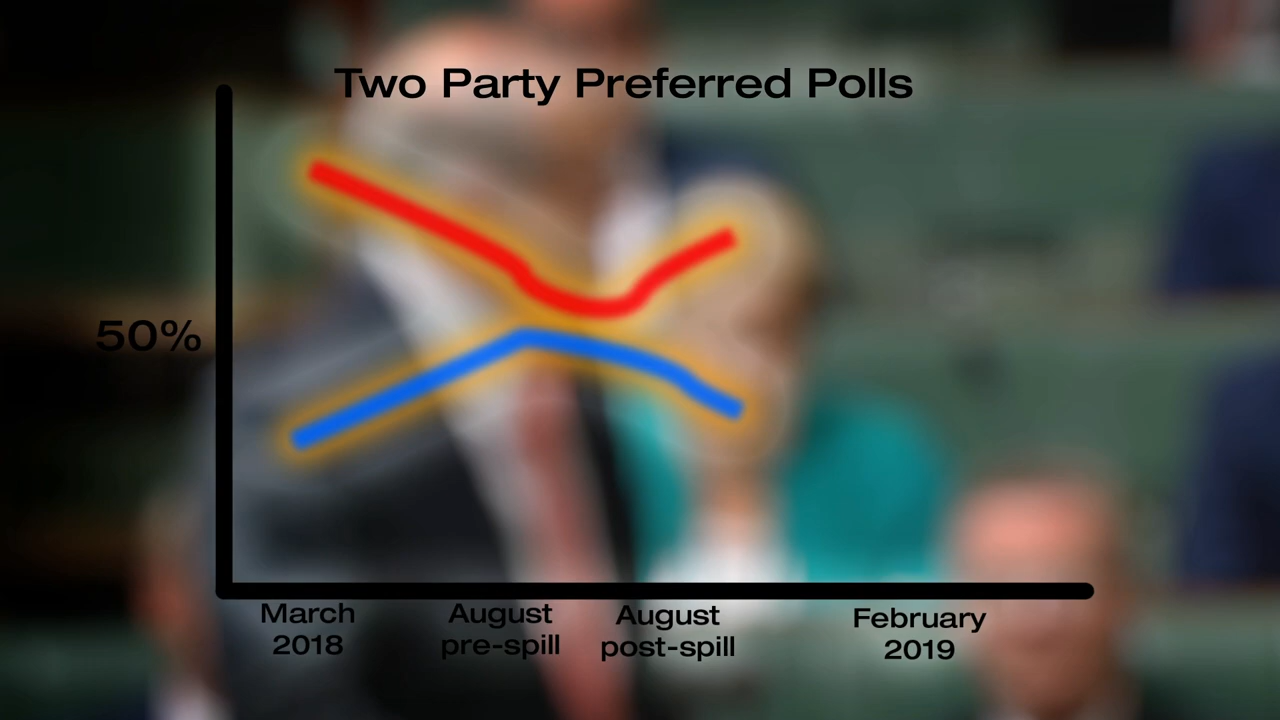 Two Party Preferred Polls
50%
March
2018
August
pre-spill
August
post-spill
February
2019